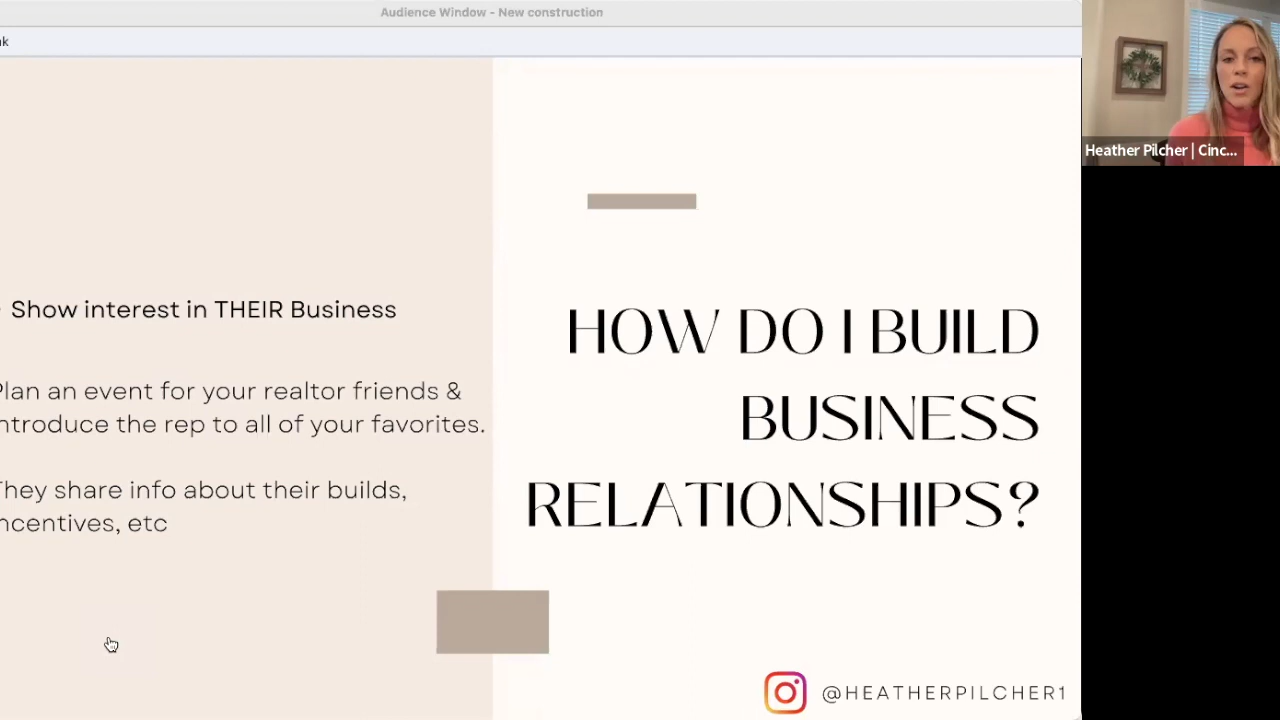 Audience Window - New construction
Show interest in THEIR Business
Plan an event for your realtor friends &
ntroduce the rep to all of your favorites.
They share info about their builds,
ncentives, etc
HOW DO I BUILD
BUSINESS
RELATIONSHIPS?
@HEATHERPILCHER1
Heather Pilcher | Cinc...